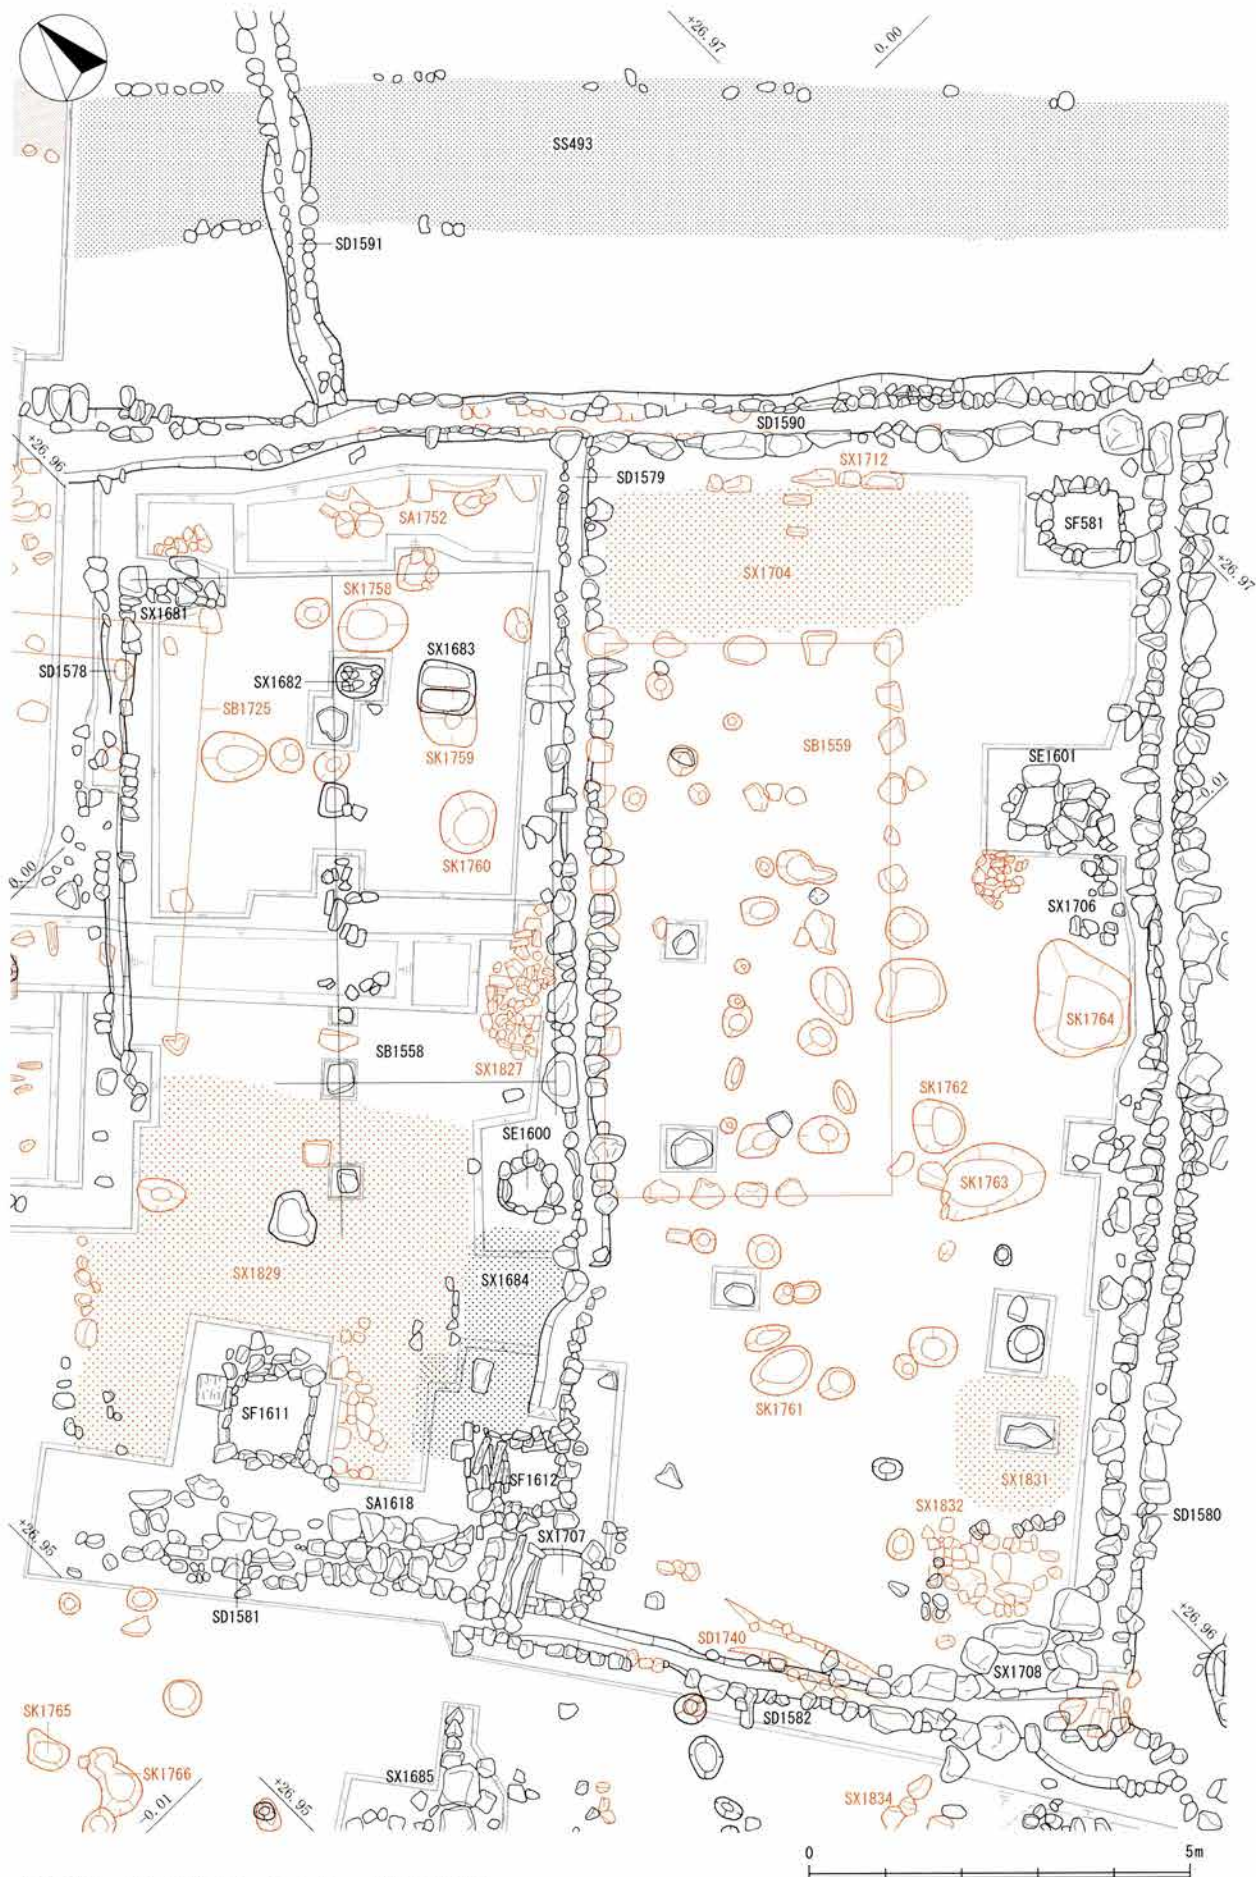 +26.97
0.00
SS493
SD1591
SD1590
+26.96
SD1579
SX1712
SA1752
SF581
SX1704
+26.97
SK1758
SX1681
SX1683
SD1578
SX1682
SB1725
SB1559
SK1759
SE1601
-0.01
SK1760
0.00
SX1706
SK1764
SB1558
SX1827
SK1762
SE1600
SK1763
SX1829
SX1684
SK1761
SF1611
SF1612
SX1831
SA1618
SX1832
SX1707
SD1580
+26.95
SD1581
+26.96
SD1740
SX1708
SK1765
SD1582
SK1766
SX1685
-0.01
+26.95
SX1834
0
5m